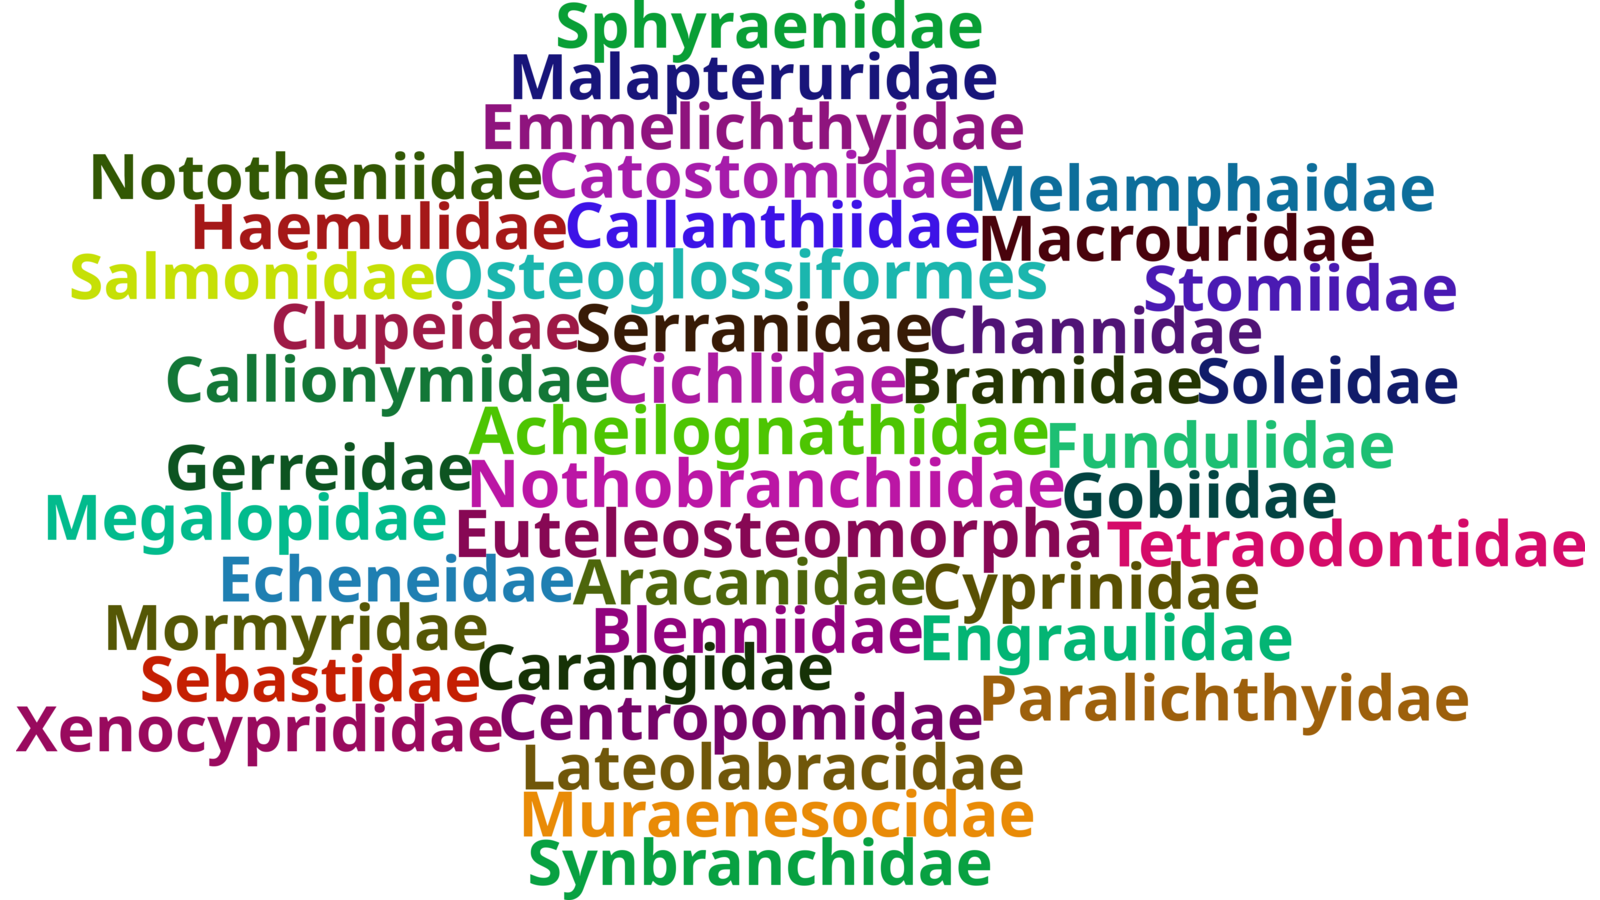 Sphyraenidae
Malapteruridae
Emmelichthyidae
Nototheniidae Catostomidae Melamphaidae
Haemulidae Callanthiidae Macrouridae
Salmonidae Osteoglossiformes Stomiidae
Clupeidae Serranidae Channidae
Callionymidae Cichlidae Bramidae Soleidae
Acheilognathidae Fundulidae
Gerreidae Nothobranchiidae Gobiidae
Megalopidae Euteleosteomorpha Tetraodontidae
Echeneidae Aracanidae Cyprinidae
Mormyridae Blenniidae Engraulidae
Sebastidae Carangidae Paralichthyidae
Xenocyprididae Centropomidae
Lateolabracidae
Muraenesocidae
Synbranchidae